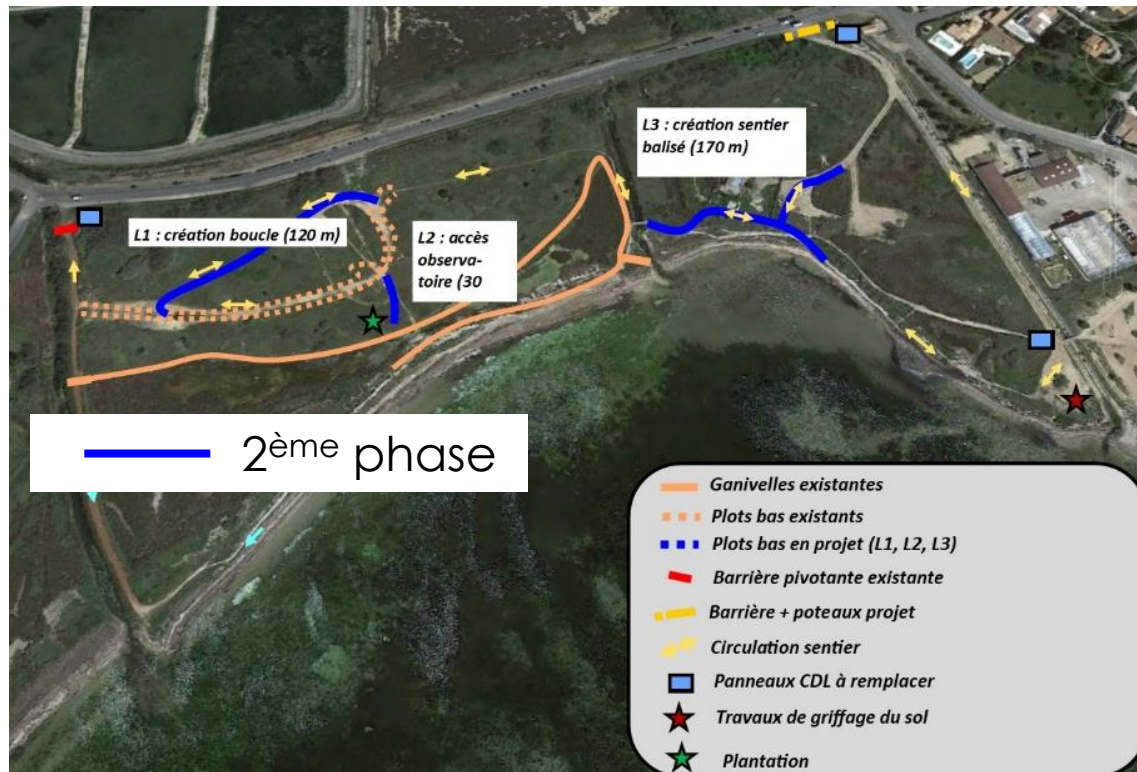 L3 : création sentier
balisé (170 m)
L1 : création boucle (120 m)
L2 : accès
observa-
toire (30
2ème phase
Ganivelles existantes
Plots bas existants
Plots bas en projet (L1, L2, L3)
Barrière pivotante existante
Barrière + poteaux projet
Circulation sentier
Panneaux CDL à remplacer
Travaux de griffage du sol
Plantation